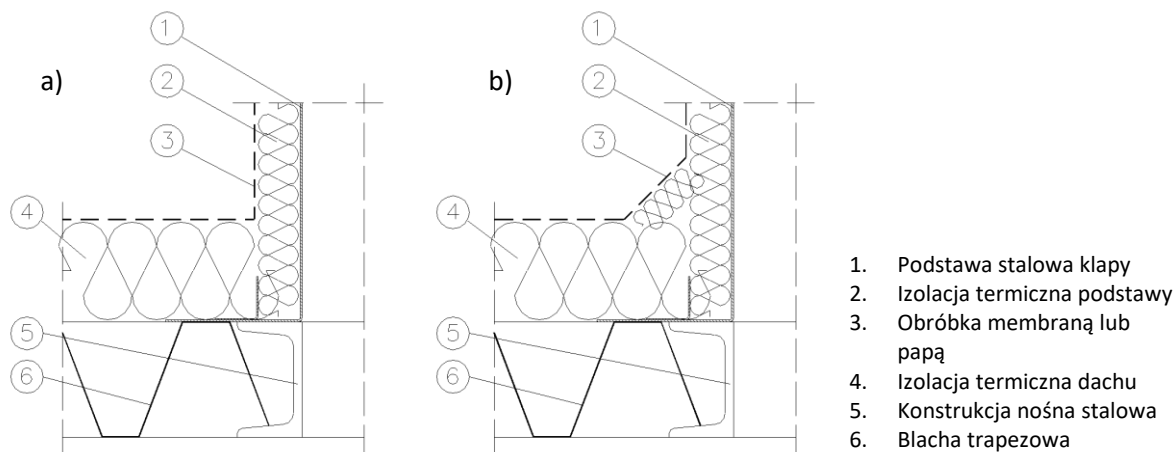 a)
1
2
3
4
5
6
b)
1
2
3
4
5
6
1. Podstawa stalowa klapy
2. Izolacja termiczna podstawy
3. Obróbka membraną lub
papą
4. Izolacja termiczna dachu
5. Konstrukcja nośna stalowa
6. Blacha trapezowa